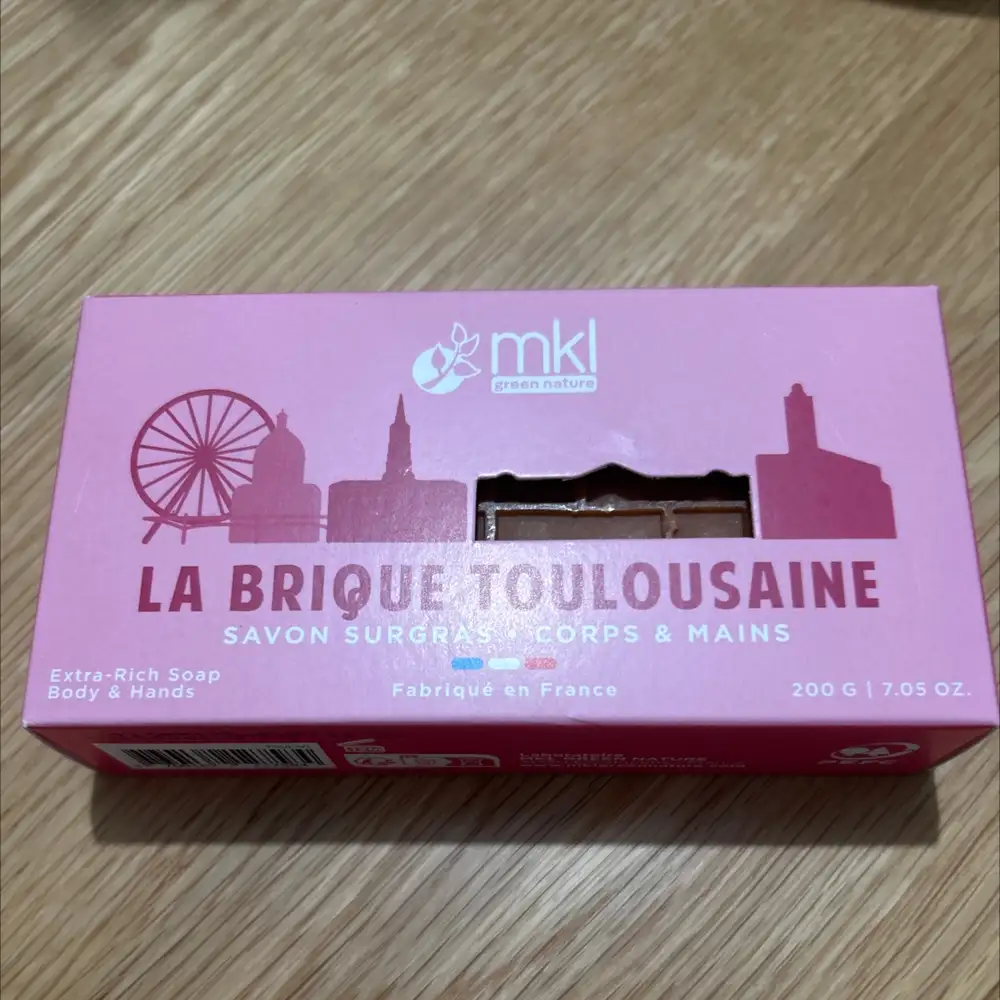 mkl
green nature
LA BRIQUE TOULOUSAINE
SAVON SURGRAS • CORPS & MAINS
Extra-Rich Soap
Body & Hands
Fabriqué en France
200 G | 7.05 OZ.